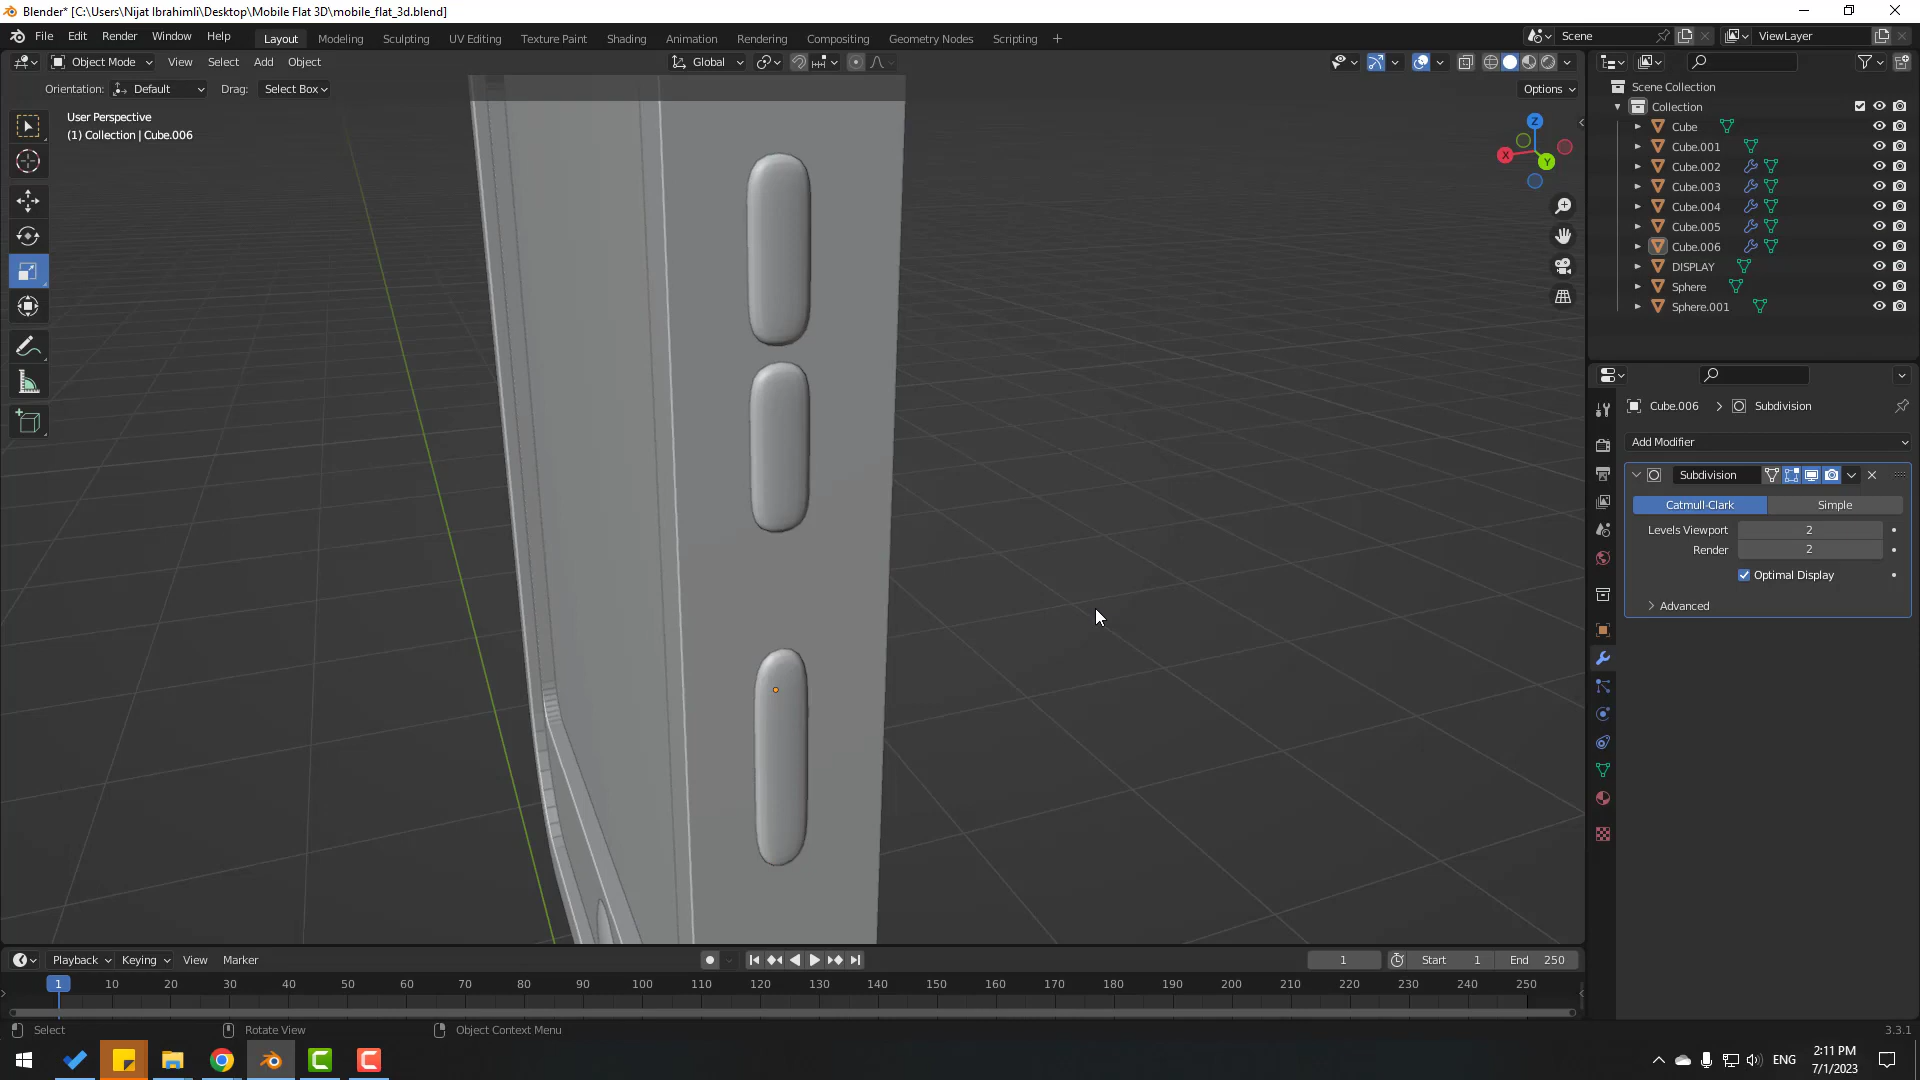 Blender* [C:\Users\Nijat Ibrahimli\Desktop\Mobile Flat 3D\mobile_flat_3d.blend]
File Edit Render Window Help Layout Modeling Sculpting UV Editing Texture Paint Shading Animation Rendering Compositing Geometry Nodes Scripting + Scene ViewLayer
Object Mode View Select Add Object Global
Orientation: Default Drag: Select Box Options
User Perspective
(1) Collection | Cube.006
Z
X
Y
Scene Collection
Collection
Cube
Cube.001
Cube.002
Cube.003
Cube.004
Cube.005
Cube.006
DISPLAY
Sphere
Sphere.001
Cube.006 > Subdivision
Add Modifier
Subdivision
Catmull-Clark Simple
Levels Viewport 2
Render 2
Optimal Display
Advanced
Playback Keying View Marker 1 Start 1 End 250
1 10 20 30 40 50 60 70 80 90 100 110 120 130 140 150 160 170 180 190 200 210 220 230 240 250
Select Rotate View Object Context Menu 3.3.1
ENG
2:11 PM
7/1/2023